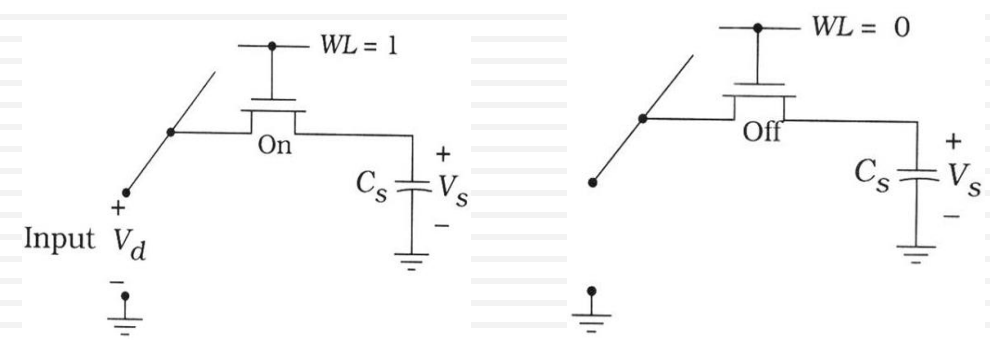 WL = 1
On
+
C_s
V_s
−
+
Input V_d
−
WL = 0
Off
+
C_s
V_s
−